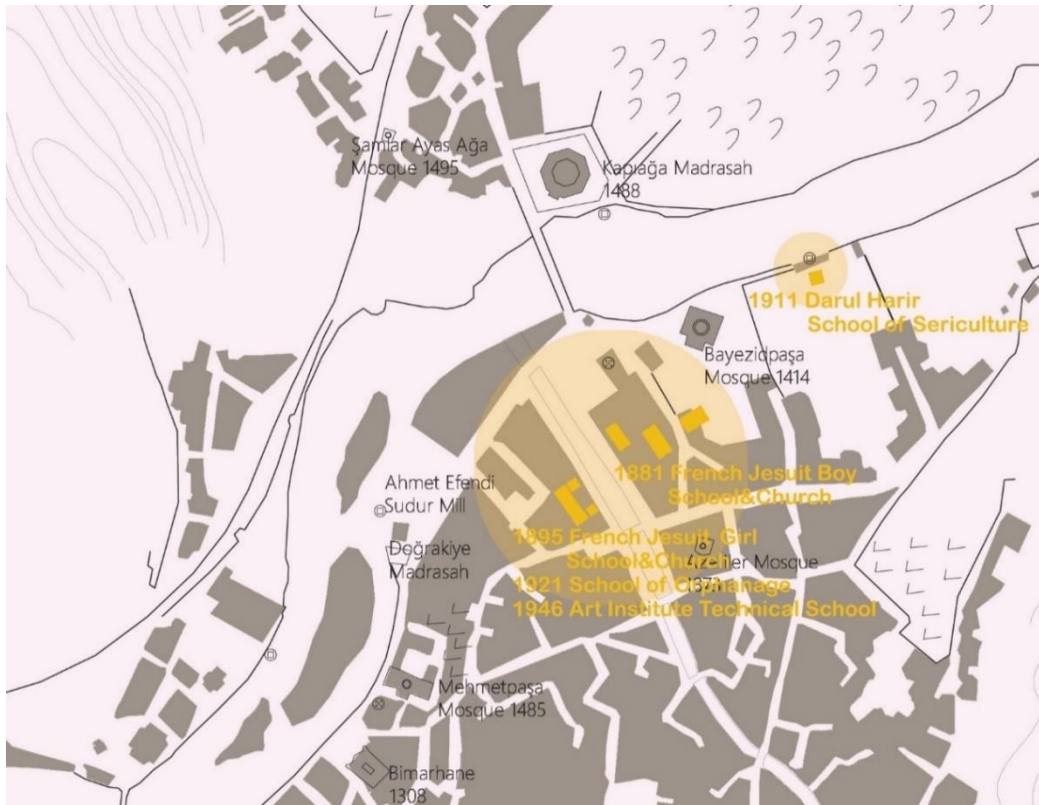 Şamlar Ayas Ağa
Mosque 1495
Kapıağa Madrasah
1488
1911 Darul Harir
School of Sericulture
Bayezidpaşa
Mosque 1414
1881 French Jesuit Boy
School&Church
Ahmet Efendi
Sudur Mill
Doğrakiye
Madrasah
1895 French Jesuit Girl
School&Church
Mosque
1921 School of Orphanage
1946 Art Institute Technical School
Mehmetpaşa
Mosque 1485
Bimarhane
1308